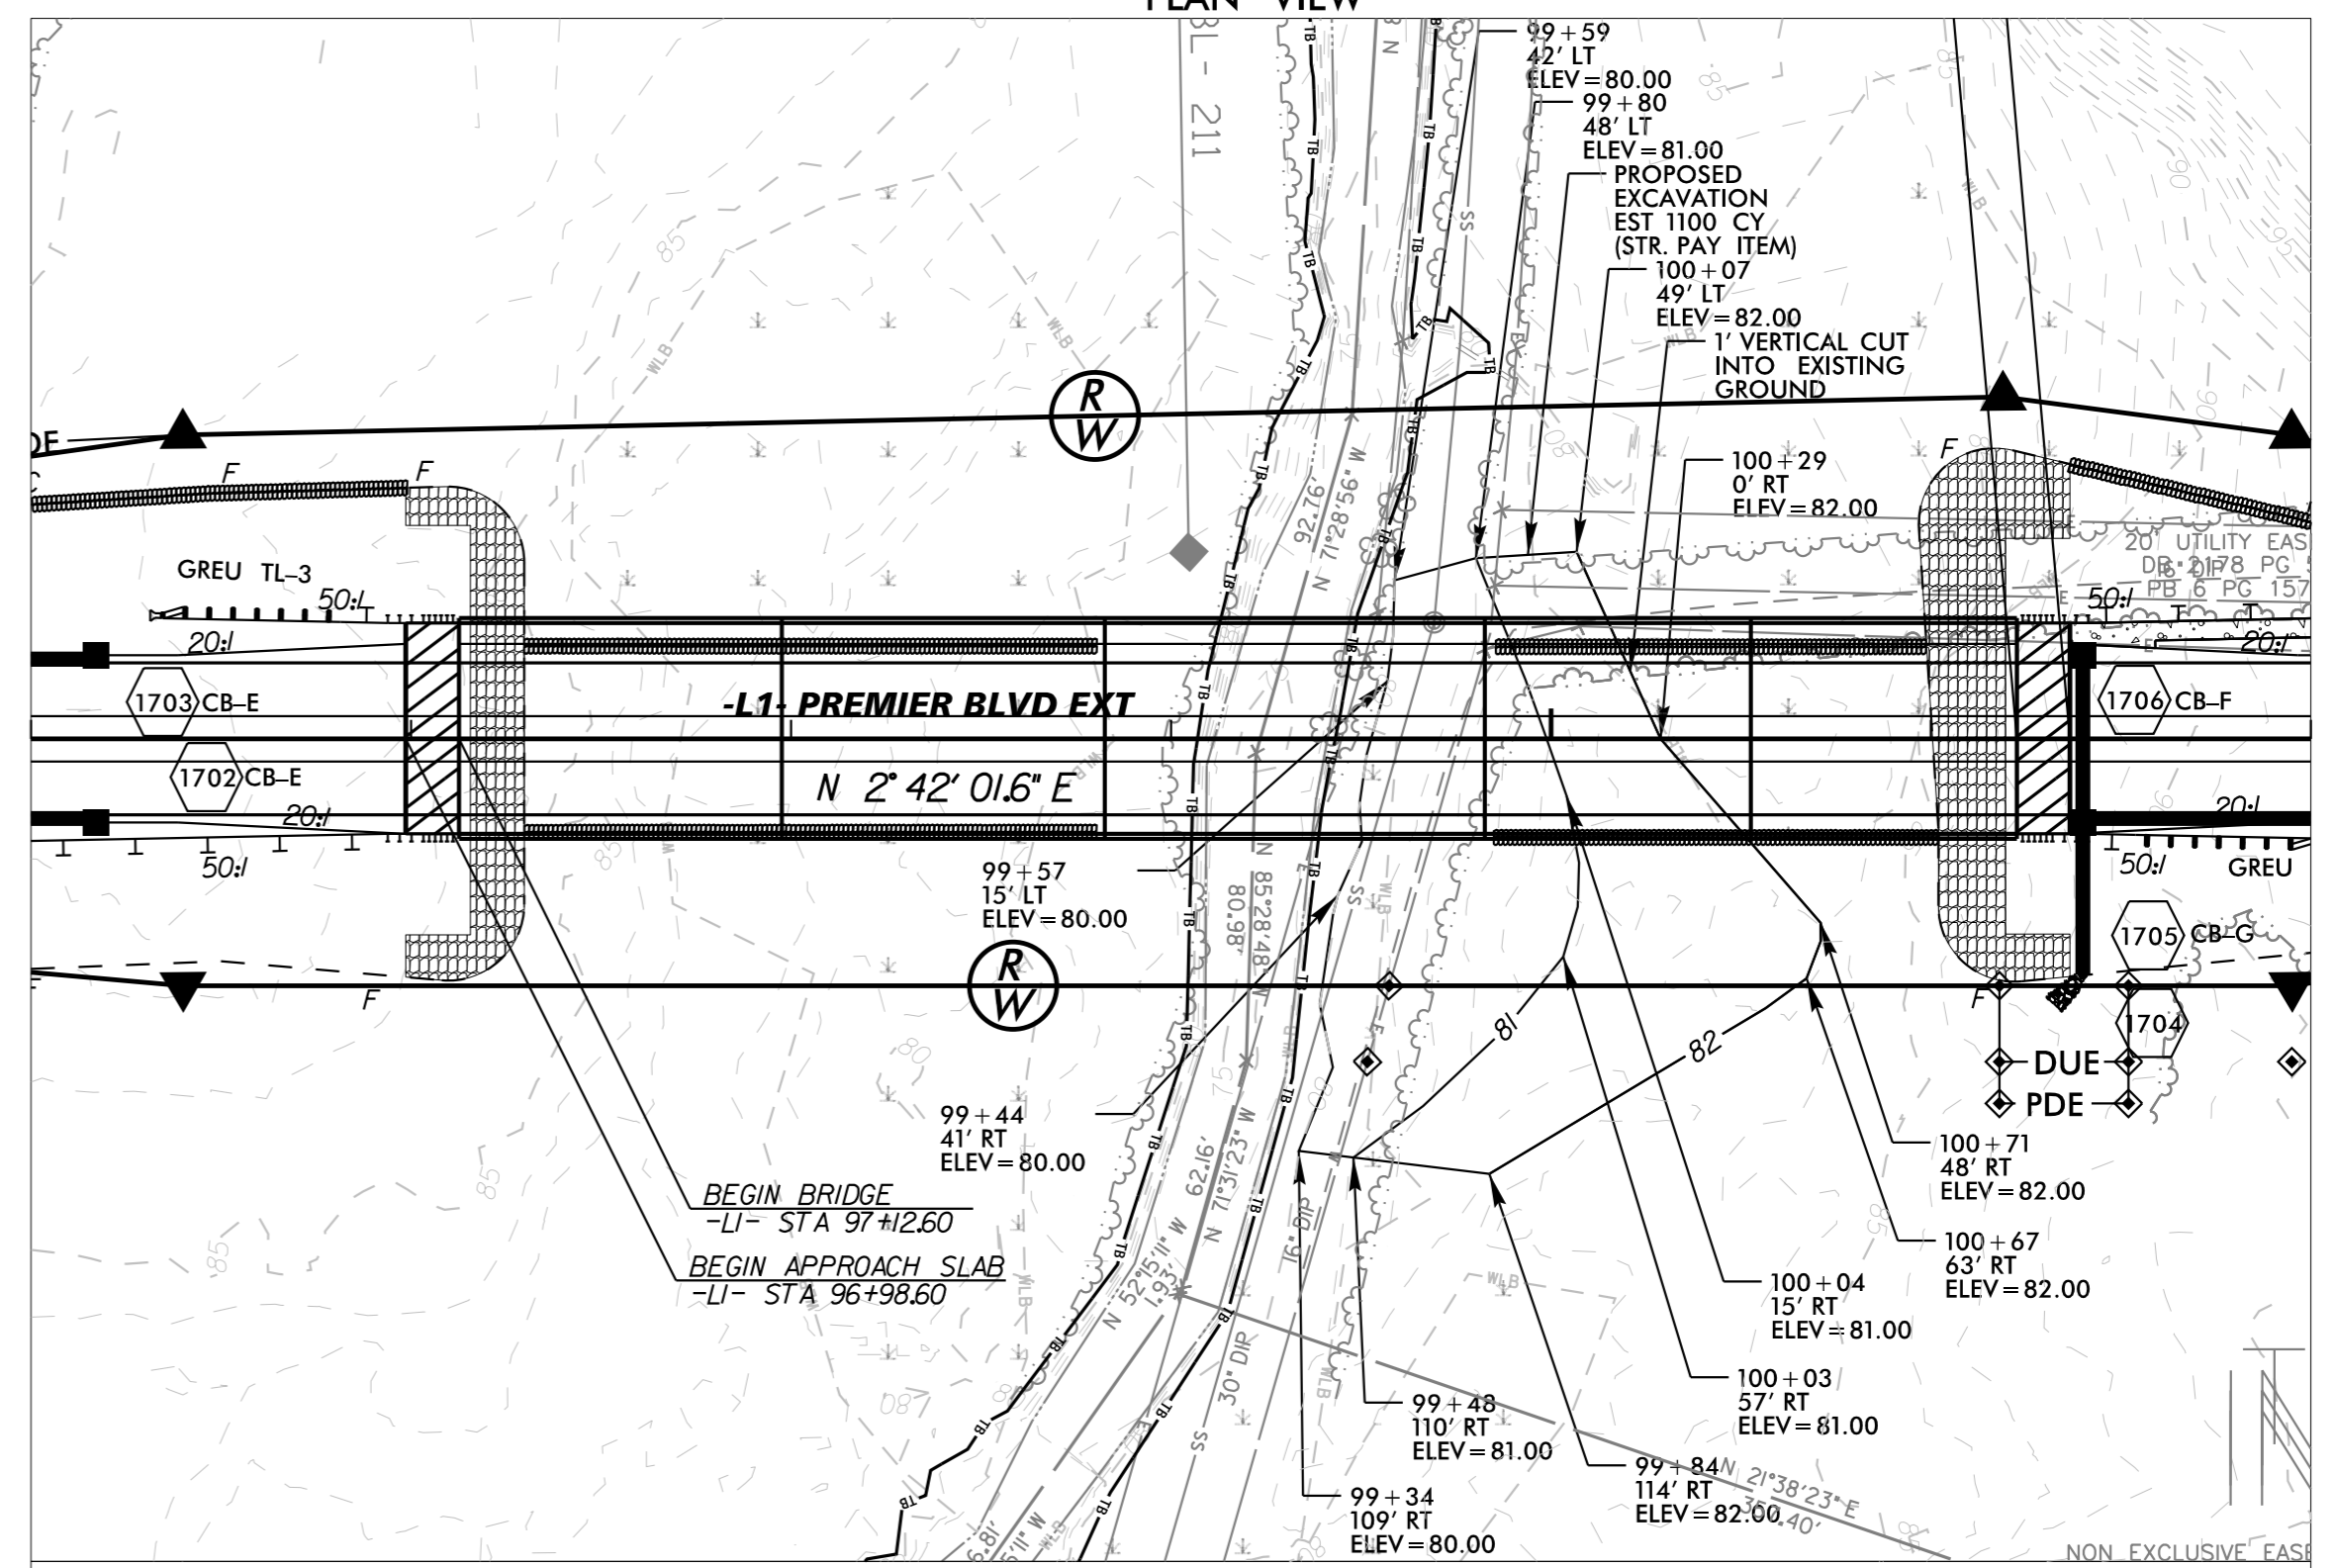 PLAN VIEW
BL- 211
99+59
42' LT
ELEV=80.00
99+80
48' LT
ELEV=81.00
PROPOSED
EXCAVATION
EST 1100 CY
(STR. PAY ITEM)
100+07
49' LT
ELEV=82.00
1' VERTICAL CUT
INTO EXISTING
GROUND
100+29
0' RT
ELEV=82.00
R
W
F
F
F
GREU TL-3
50:1
20:1
1703 CB-E
1702 CB-E
20:1
50:1
-L1- PREMIER BLVD EXT
N 2° 42' 01.6" E
92.76'
N 71°28'56" W
20' UTILITY EAS
PB 6 PG 157
50:1
20:1
1706 CB-F
20:1
50:1
GREU
1705 CB-G
1704
99+57
15' LT
ELEV=80.00
80.98'
N 85°28'48" W
R
W
F
F
81
82
DUE
PDE
99+44
41' RT
ELEV=80.00
62.16'
N 71°31'23" W
BEGIN BRIDGE
-L1- STA 97+12.60
BEGIN APPROACH SLAB
-L1- STA 96+98.60
N 52°15'11" W
1.93'
16" DIP
30" DIP
100+71
48' RT
ELEV=82.00
100+67
63' RT
ELEV=82.00
100+04
15' RT
ELEV=81.00
100+03
57' RT
ELEV=81.00
99+48
110' RT
ELEV=81.00
99+84
114' RT
ELEV=82.00
99+34
109' RT
ELEV=80.00
N 21°38'23" E
357.40'
NON EXCLUSIVE EASE